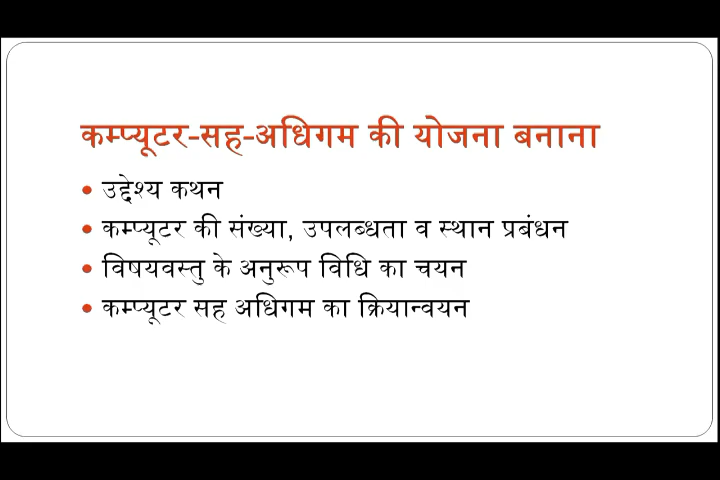 कम्प्यूटर-सह-अधिगम की योजना बनाना
• उद्देश्य कथन
• कम्प्यूटर की संख्या, उपलब्धता व स्थान प्रबंधन
• विषयवस्तु के अनुरूप विधि का चयन
• कम्प्यूटर सह अधिगम का क्रियान्वयन